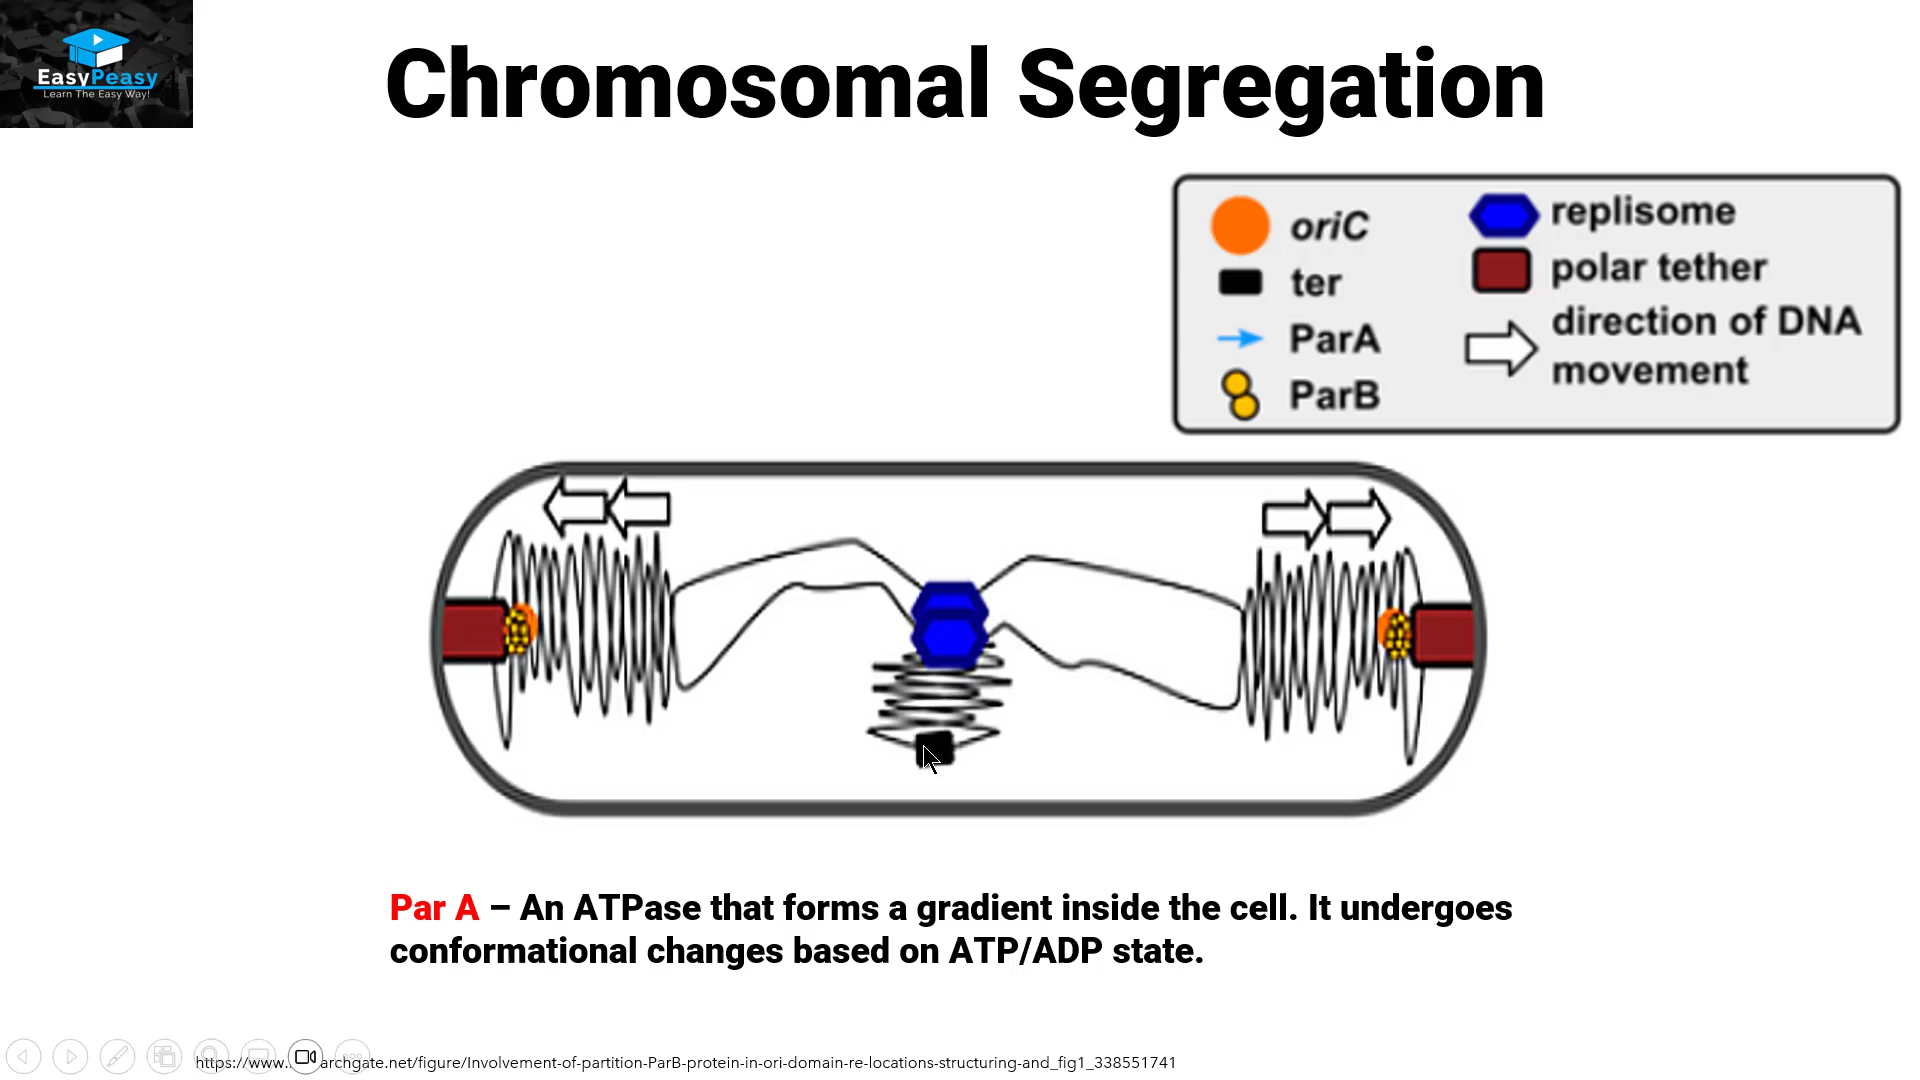 EasyPeasy
Learn The Easy Way!
Chromosomal Segregation
oriC
ter
ParA
ParB
replisome
polar tether
direction of DNA
movement
Par A – An ATPase that forms a gradient inside the cell. It undergoes
conformational changes based on ATP/ADP state.
https://www. archgate.net/figure/Involvement-of-partition-ParB-protein-in-ori-domain-re-locations-structuring-and_fig1_338551741